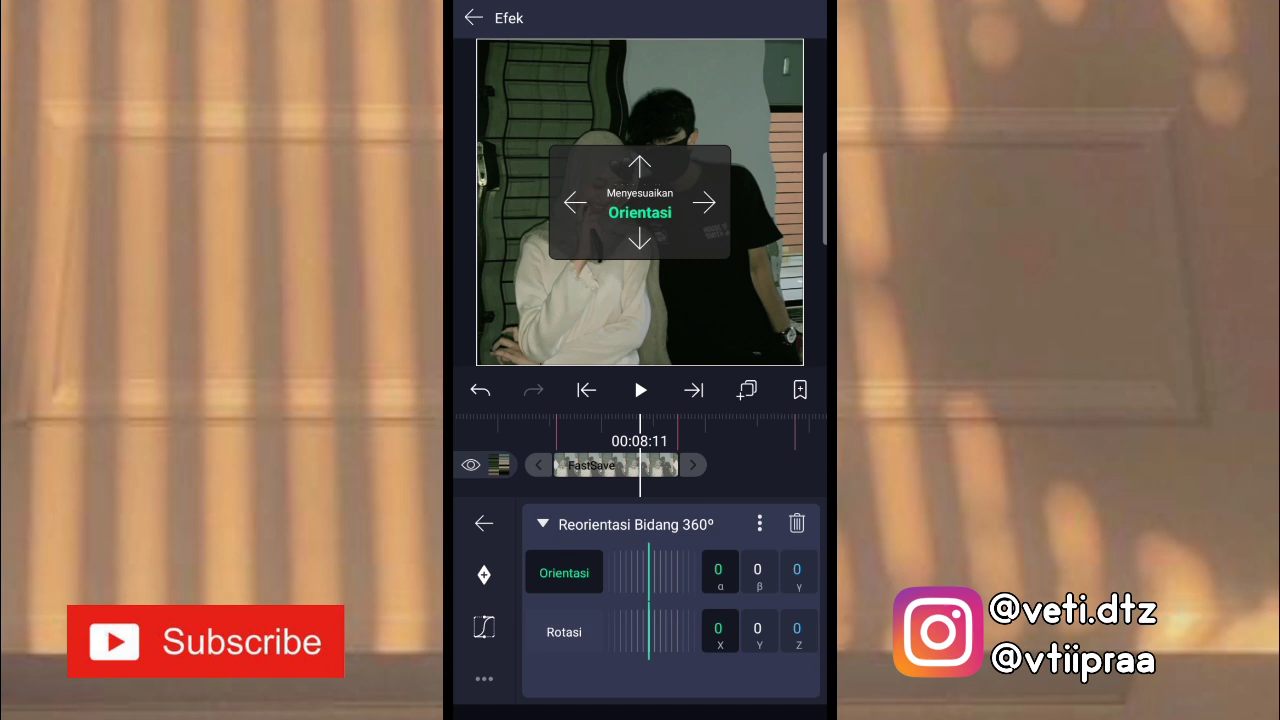 Efek
Menyesuaikan
Orientasi
00:08:11
FastSave
Reorientasi Bidang 360º
Orientasi
0 0 0
α β γ
Rotasi
0 0 0
X Y Z
Subscribe
@veti.dtz
@vtiipraa